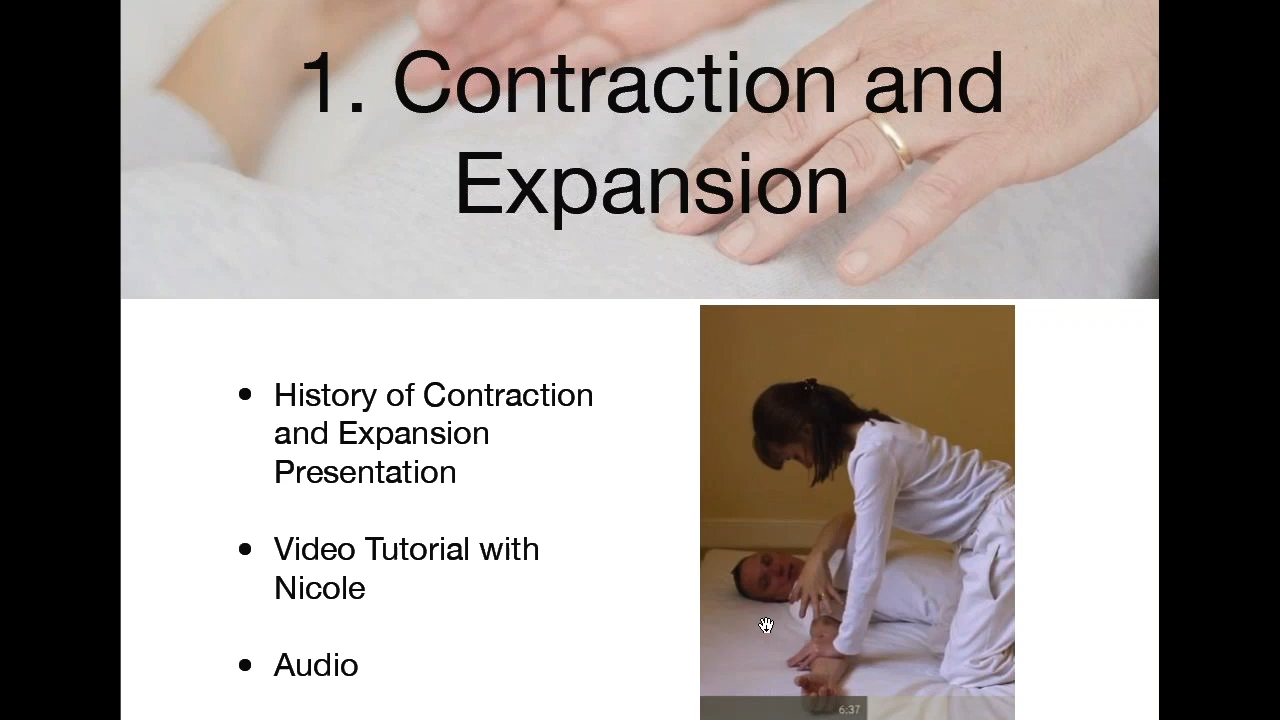 1. Contraction and
Expansion
• History of Contraction
and Expansion
Presentation
• Video Tutorial with
Nicole
• Audio
6:37